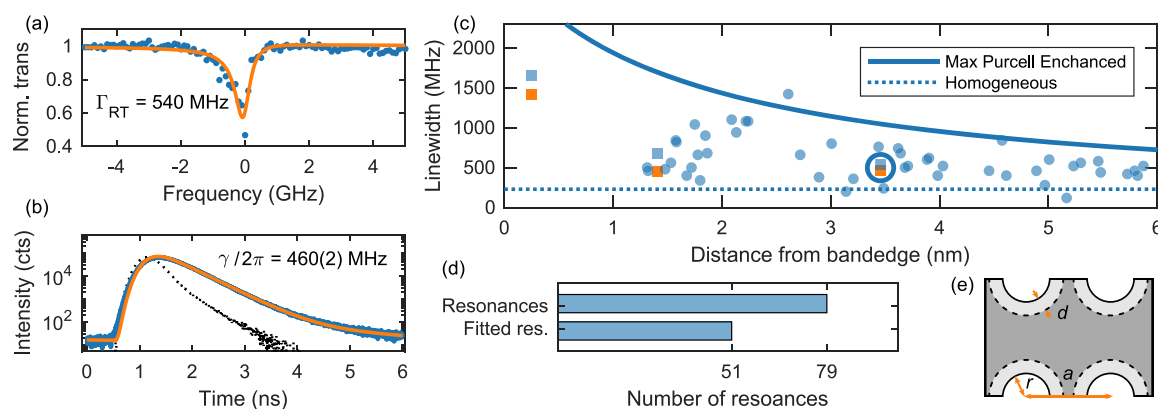 (a)
Norm. trans
1
0.8
0.6
0.4
Γ_RT = 540 MHz
-4 -2 0 2 4
Frequency (GHz)
(b)
Intensity (cts)
10^4
10^2
γ/2π = 460(2) MHz
0 1 2 3 4 5 6
Time (ns)
(c)
Linewidth (MHz)
2000
1500
1000
500
0
Max Purcell Enchanced
Homogeneous
0 1 2 3 4 5 6
Distance from bandedge (nm)
(d)
Resonances
Fitted res.
51 79
Number of resoances
(e)
d
a
r